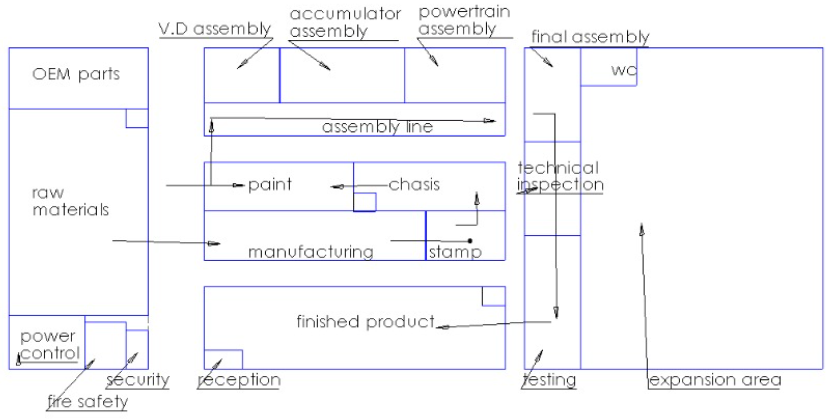 V.D assembly
accumulator
assembly
powertrain
assembly
final assembly
OEM parts
wc
assembly line
technical
inspection
paint
chasis
raw
materials
manufacturing
stamp
finished product
power
control
security
reception
testing
expansion area
fire safety